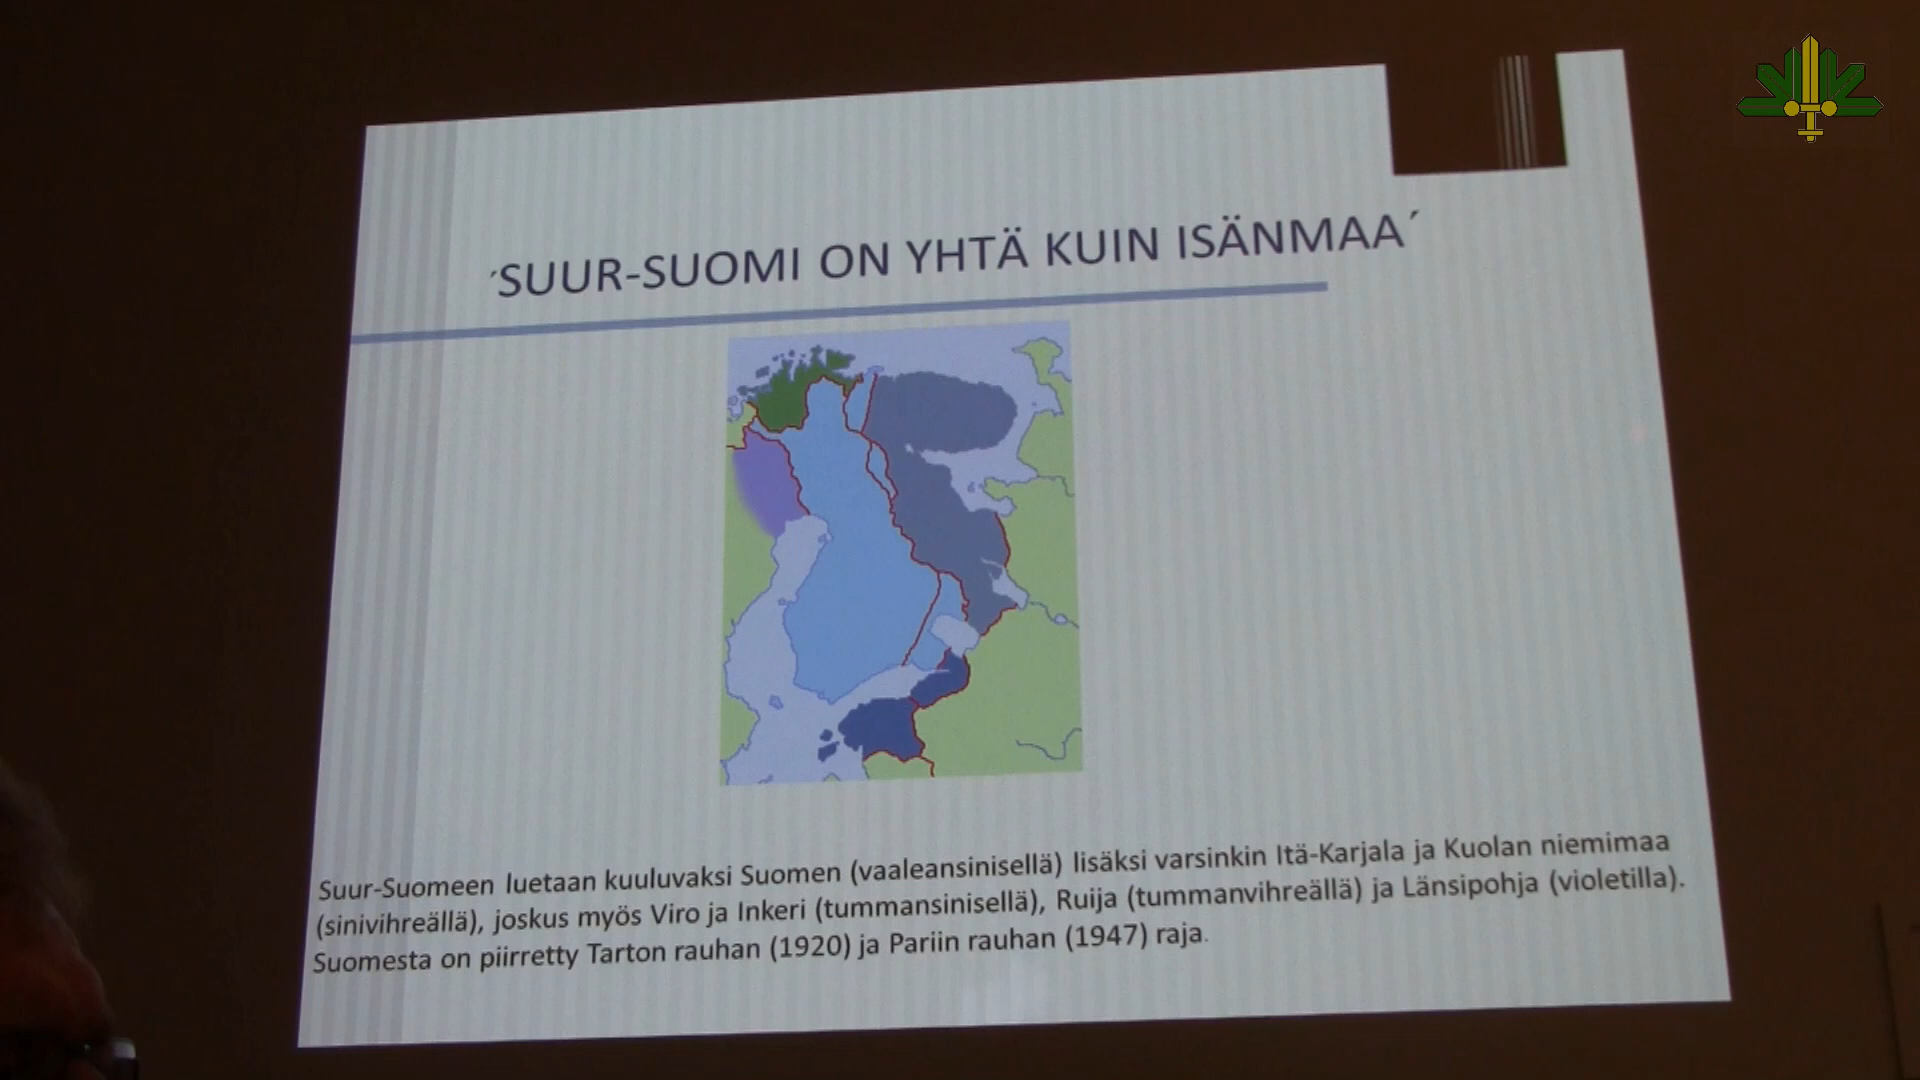 ´SUUR-SUOMI ON YHTÄ KUIN ISÄNMAA´
Suur-Suomeen luetaan kuuluvaksi Suomen (vaaleansinisellä) lisäksi varsinkin Itä-Karjala ja Kuolan niemimaa
(sinivihreällä), joskus myös Viro ja Inkeri (tummansinisellä), Ruija (tummanvihreällä) ja Länsipohja (violetilla).
Suomesta on piirretty Tarton rauhan (1920) ja Pariin rauhan (1947) raja.